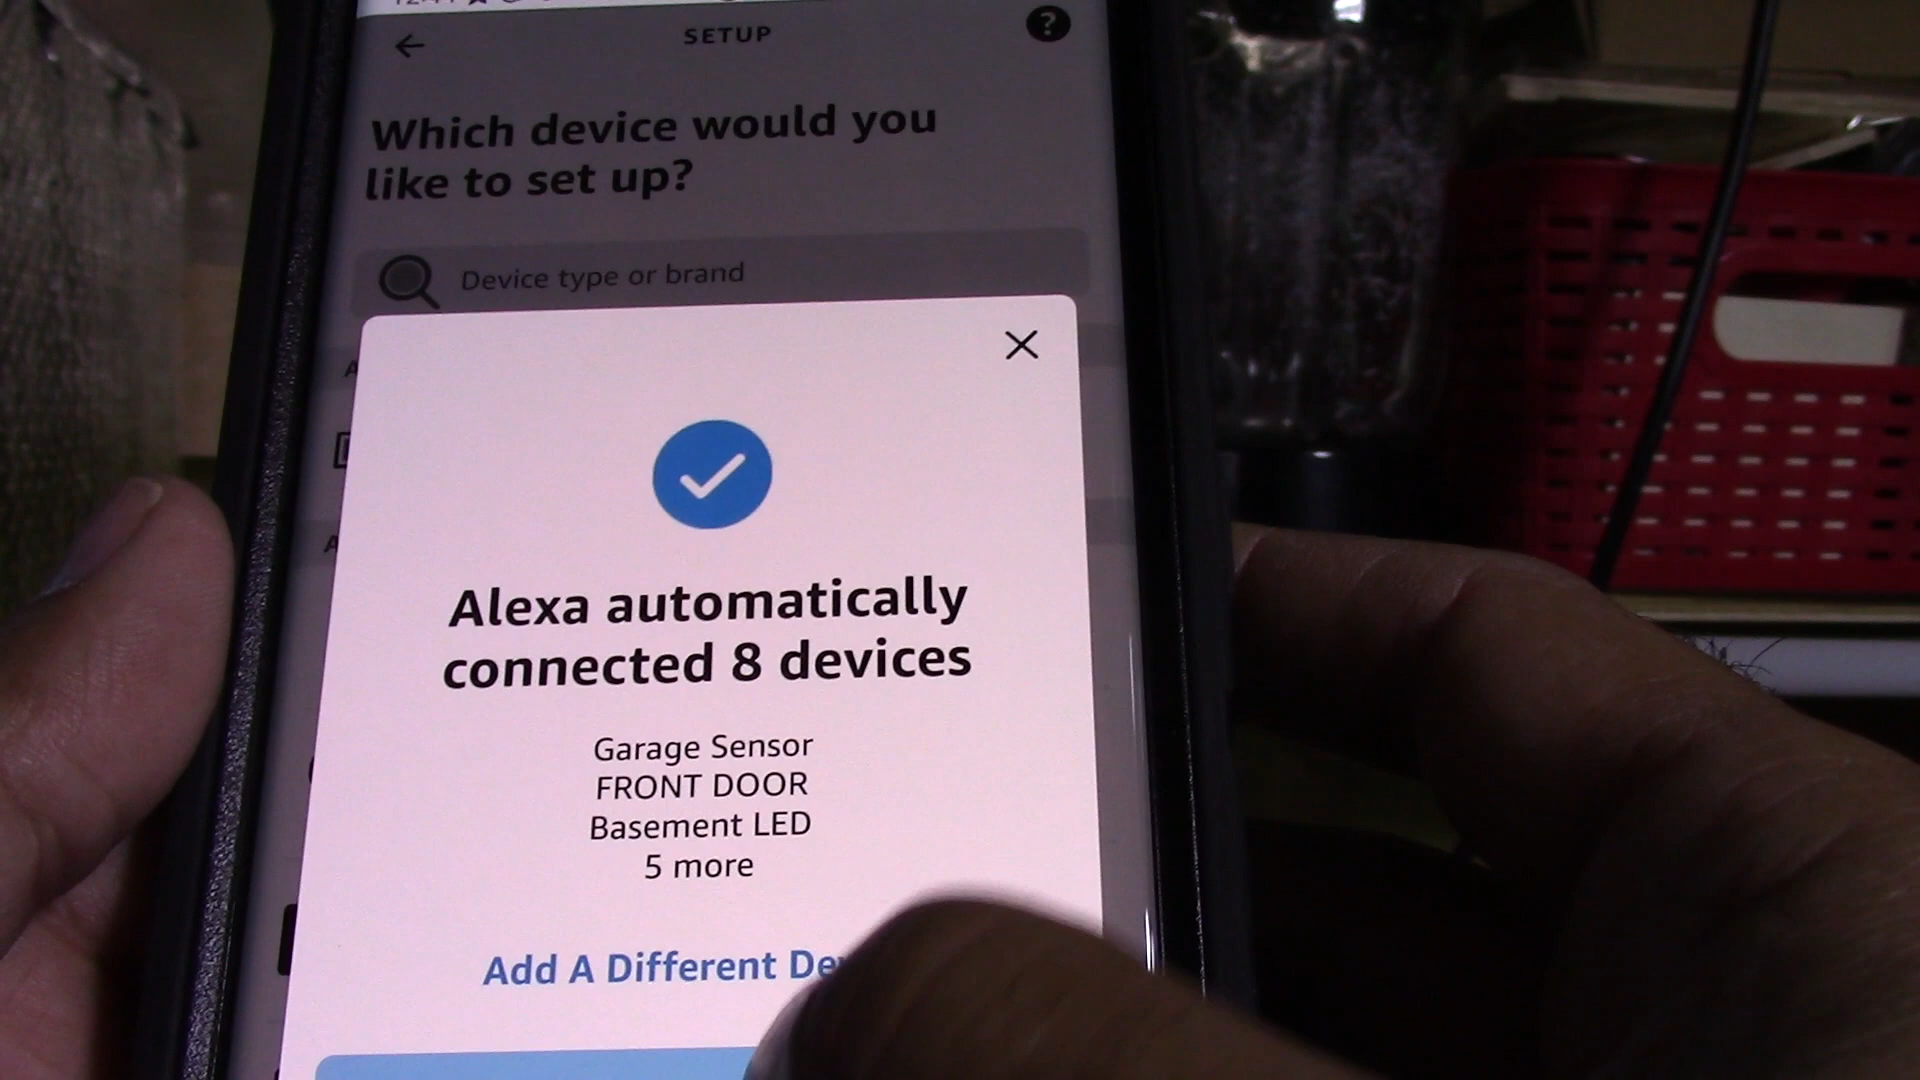 SETUP
?
Which device would you
like to set up?
Device type or brand
Alexa automatically
connected 8 devices
Garage Sensor
FRONT DOOR
Basement LED
5 more
Add A Different